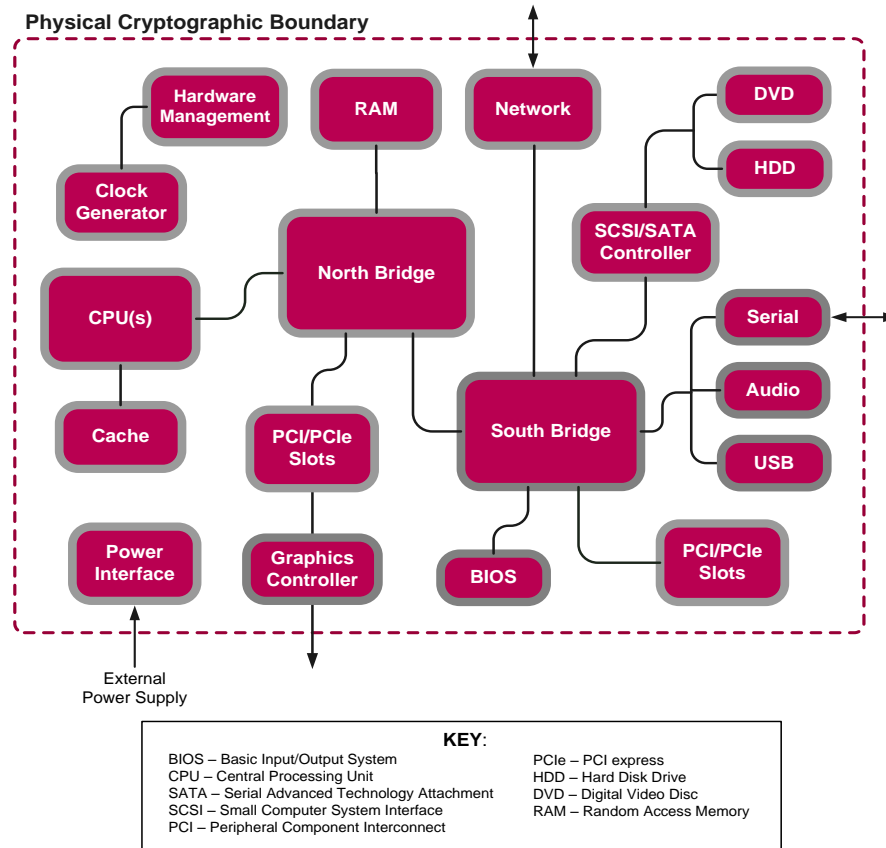 Physical Cryptographic Boundary
Hardware
Management
RAM
Network
DVD
HDD
Clock
Generator
SCSI/SATA
Controller
North Bridge
CPU(s)
Serial
Cache
PCI/PCIe
Slots
South Bridge
Audio
USB
Power
Interface
Graphics
Controller
BIOS
PCI/PCIe
Slots
External
Power Supply
KEY:
BIOS – Basic Input/Output System
CPU – Central Processing Unit
SATA – Serial Advanced Technology Attachment
SCSI – Small Computer System Interface
PCI – Peripheral Component Interconnect
PCIe – PCI express
HDD – Hard Disk Drive
DVD – Digital Video Disc
RAM – Random Access Memory